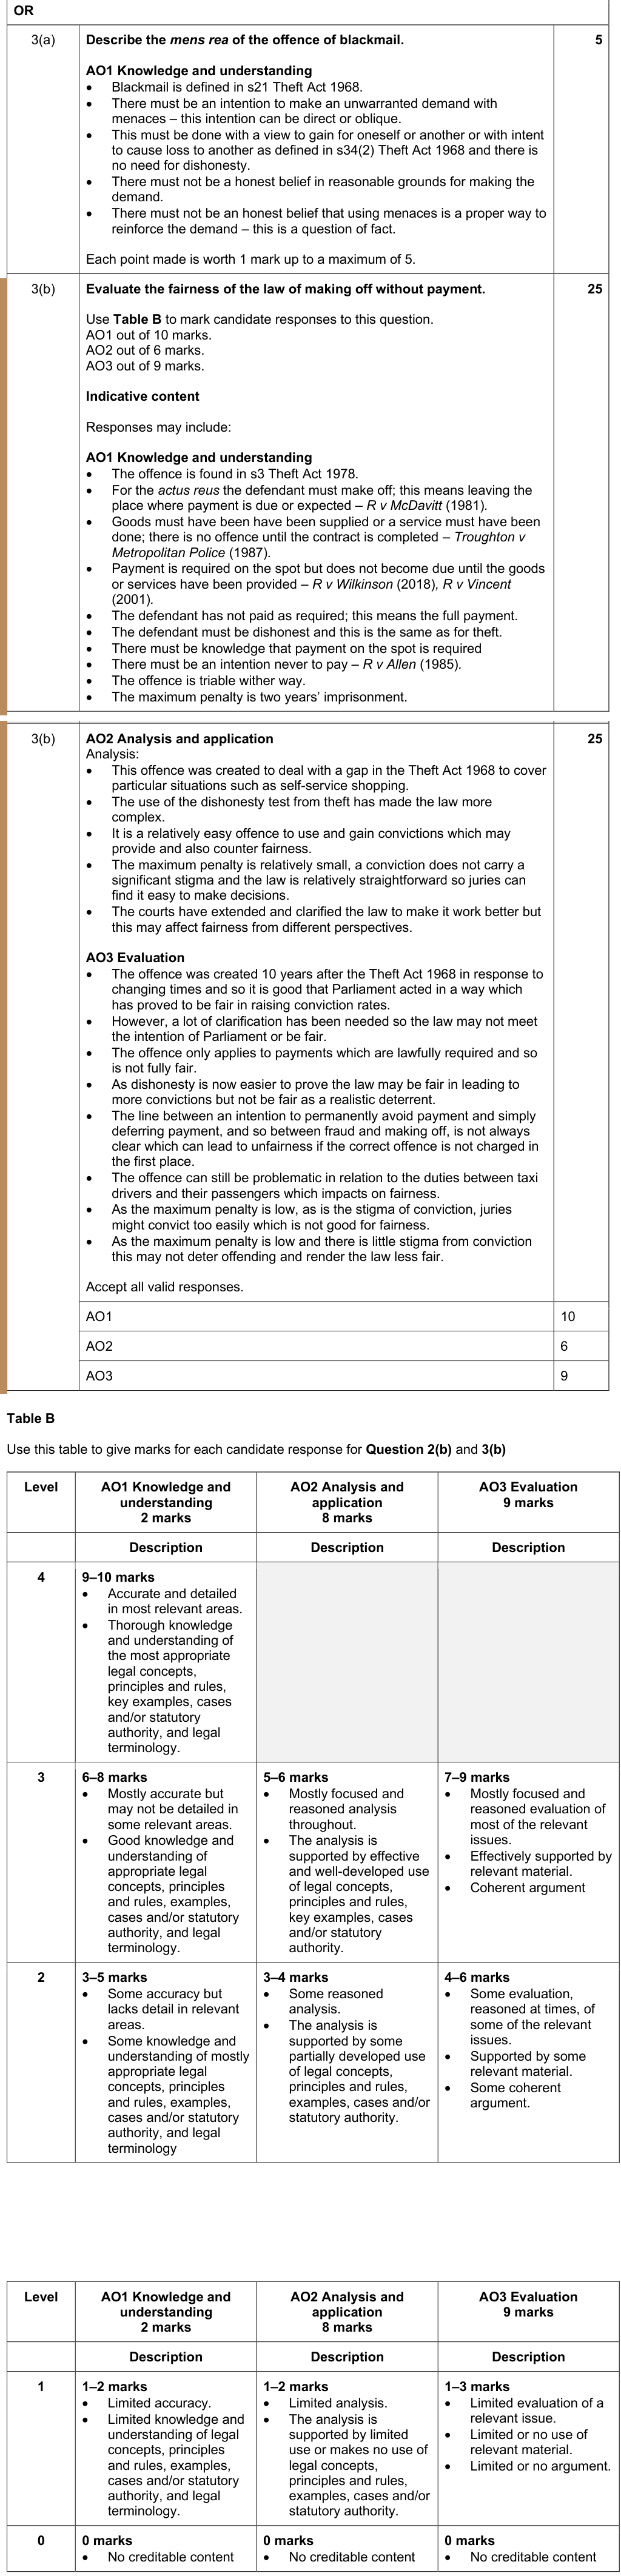 OR
3(a) Describe the mens rea of the offence of blackmail. 5
AO1 Knowledge and understanding
• Blackmail is defined in s21 Theft Act 1968.
• There must be an intention to make an unwarranted demand with
menaces – this intention can be direct or oblique.
• This must be done with a view to gain for oneself or another or with intent
to cause loss to another as defined in s34(2) Theft Act 1968 and there is
no need for dishonesty.
• There must not be a honest belief in reasonable grounds for making the
demand.
• There must not be an honest belief that using menaces is a proper way to
reinforce the demand – this is a question of fact.
Each point made is worth 1 mark up to a maximum of 5.
3(b) Evaluate the fairness of the law of making off without payment. 25
Use Table B to mark candidate responses to this question.
AO1 out of 10 marks.
AO2 out of 6 marks.
AO3 out of 9 marks.
Indicative content
Responses may include:
AO1 Knowledge and understanding
• The offence is found in s3 Theft Act 1978.
• For the actus reus the defendant must make off; this means leaving the
place where payment is due or expected – R v McDavitt (1981).
• Goods must have been have been supplied or a service must have been
done; there is no offence until the contract is completed – Troughton v
Metropolitan Police (1987).
• Payment is required on the spot but does not become due until the goods
or services have been provided – R v Wilkinson (2018), R v Vincent
(2001).
• The defendant has not paid as required; this means the full payment.
• The defendant must be dishonest and this is the same as for theft.
• There must be knowledge that payment on the spot is required
• There must be an intention never to pay – R v Allen (1985).
• The offence is triable wither way.
• The maximum penalty is two years' imprisonment.
3(b) AO2 Analysis and application 25
Analysis:
• This offence was created to deal with a gap in the Theft Act 1968 to cover
particular situations such as self-service shopping.
• The use of the dishonesty test from theft has made the law more
complex.
• It is a relatively easy offence to use and gain convictions which may
provide and also counter fairness.
• The maximum penalty is relatively small, a conviction does not carry a
significant stigma and the law is relatively straightforward so juries can
find it easy to make decisions.
• The courts have extended and clarified the law to make it work better but
this may affect fairness from different perspectives.
AO3 Evaluation
• The offence was created 10 years after the Theft Act 1968 in response to
changing times and so it is good that Parliament acted in a way which
has proved to be fair in raising conviction rates.
• However, a lot of clarification has been needed so the law may not meet
the intention of Parliament or be fair.
• The offence only applies to payments which are lawfully required and so
is not fully fair.
• As dishonesty is now easier to prove the law may be fair in leading to
more convictions but not be fair as a realistic deterrent.
• The line between an intention to permanently avoid payment and simply
deferring payment, and so between fraud and making off, is not always
clear which can lead to unfairness if the correct offence is not charged in
the first place.
• The offence can still be problematic in relation to the duties between taxi
drivers and their passengers which impacts on fairness.
• As the maximum penalty is low, as is the stigma of conviction, juries
might convict too easily which is not good for fairness.
• As the maximum penalty is low and there is little stigma from conviction
this may not deter offending and render the law less fair.
Accept all valid responses.
AO1 10
AO2 6
AO3 9
Table B
Use this table to give marks for each candidate response for Question 2(b) and 3(b)
Level
AO1 Knowledge and
understanding
2 marks
AO2 Analysis and
application
8 marks
AO3 Evaluation
9 marks
Description Description Description
4
9–10 marks
• Accurate and detailed
in most relevant areas.
• Thorough knowledge
and understanding of
the most appropriate
legal concepts,
principles and rules,
key examples, cases
and/or statutory
authority, and legal
terminology.
3
6–8 marks
• Mostly accurate but
may not be detailed in
some relevant areas.
• Good knowledge and
understanding of
appropriate legal
concepts, principles
and rules, examples,
cases and/or statutory
authority, and legal
terminology.
5–6 marks
• Mostly focused and
reasoned analysis
throughout.
• The analysis is
supported by effective
and well-developed use
of legal concepts,
principles and rules,
key examples, cases
and/or statutory
authority.
7–9 marks
• Mostly focused and
reasoned evaluation of
most of the relevant
issues.
• Effectively supported by
relevant material.
• Coherent argument
2
3–5 marks
• Some accuracy but
lacks detail in relevant
areas.
• Some knowledge and
understanding of mostly
appropriate legal
concepts, principles
and rules, examples,
cases and/or statutory
authority, and legal
terminology
3–4 marks
• Some reasoned
analysis.
• The analysis is
supported by some
partially developed use
of legal concepts,
principles and rules,
examples, cases and/or
statutory authority.
4–6 marks
• Some evaluation,
reasoned at times, of
some of the relevant
issues.
• Supported by some
relevant material.
• Some coherent
argument.
Level
AO1 Knowledge and
understanding
2 marks
AO2 Analysis and
application
8 marks
AO3 Evaluation
9 marks
Description Description Description
1
1–2 marks
• Limited accuracy.
• Limited knowledge and
understanding of legal
concepts, principles
and rules, examples,
cases and/or statutory
authority, and legal
terminology.
1–2 marks
• Limited analysis.
• The analysis is
supported by limited
use or makes no use of
legal concepts,
principles and rules,
examples, cases and/or
statutory authority.
1–3 marks
• Limited evaluation of a
relevant issue.
• Limited or no use of
relevant material.
• Limited or no argument.
0
0 marks
• No creditable content
0 marks
• No creditable content
0 marks
• No creditable content